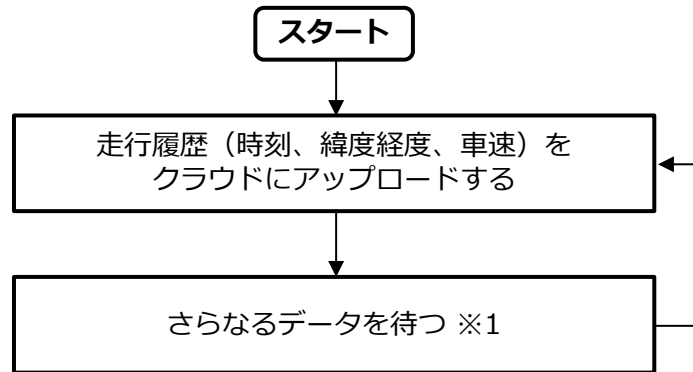 スタート
走行履歴（時刻、緯度経度、車速）を
クラウドにアップロードする
さらなるデータを待つ ※1